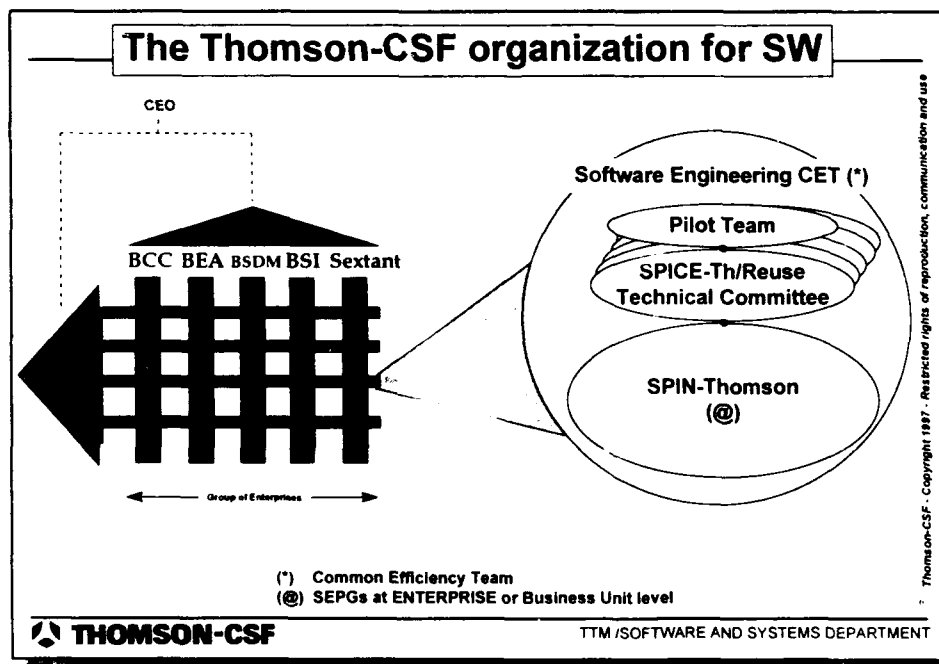 The Thomson-CSF organization for SW
CEO
BCC BEA BSDM BSI Sextant
Group of Enterprises
Software Engineering CET (*)
Pilot Team
SPICE-Th/Reuse
Technical Committee
SPIN-Thomson
(@)
(*) Common Efficiency Team
(@) SEPGs at ENTERPRISE or Business Unit level
THOMSON-CSF
TTM /SOFTWARE AND SYSTEMS DEPARTMENT
Thomson-CSF - Copyright 1997 - Restricted rights of reproduction, communication and use